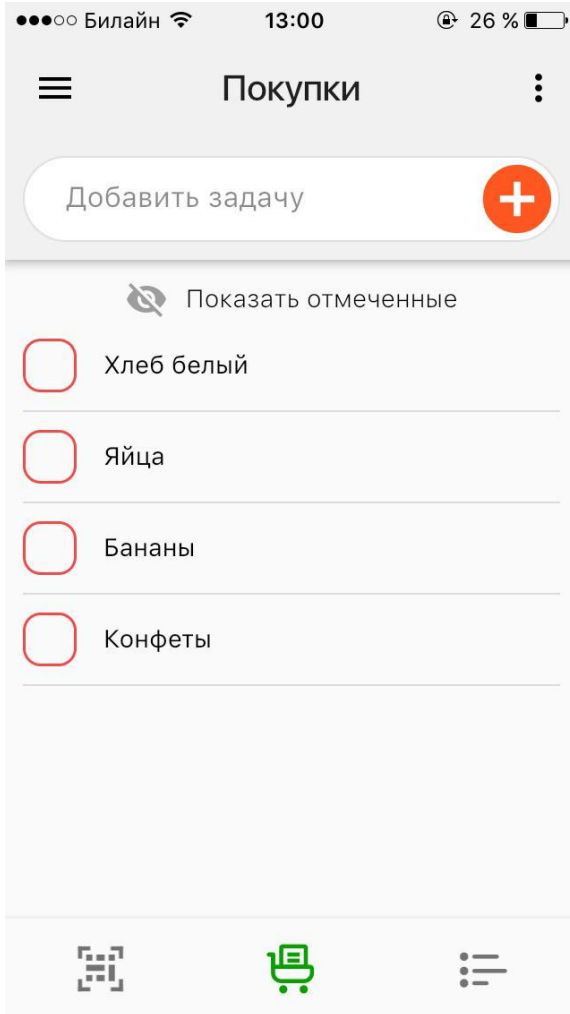 Билайн 13:00 26 %
Покупки
Добавить задачу
Показать отмеченные
Хлеб белый
Яйца
Бананы
Конфеты